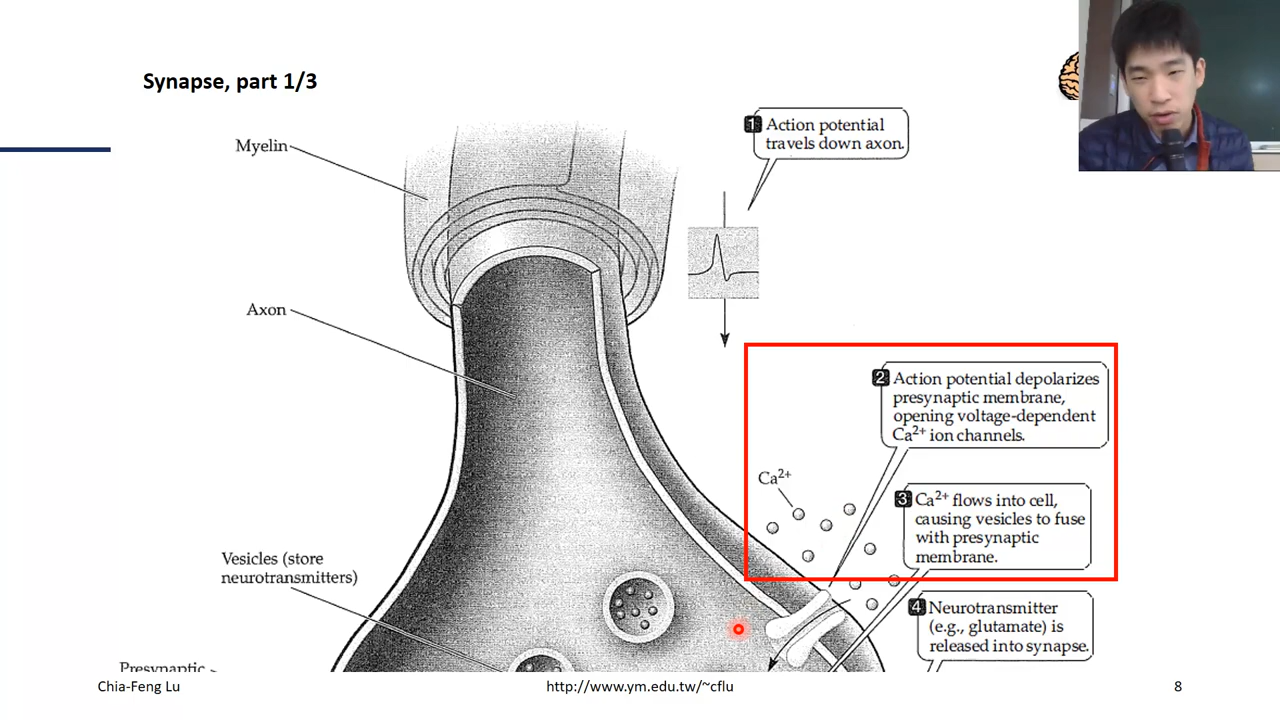 Synapse, part 1/3
Myelin
1 Action potential
travels down axon.
Axon
2 Action potential depolarizes
presynaptic membrane,
opening voltage-dependent
Ca2+ ion channels.
Ca2+
3 Ca2+ flows into cell,
causing vesicles to fuse
with presynaptic
membrane.
Vesicles (store
neurotransmitters)
4 Neurotransmitter
(e.g., glutamate) is
released into synapse.
Presynaptic
Chia-Feng Lu
http://www.ym.edu.tw/~cflu
8